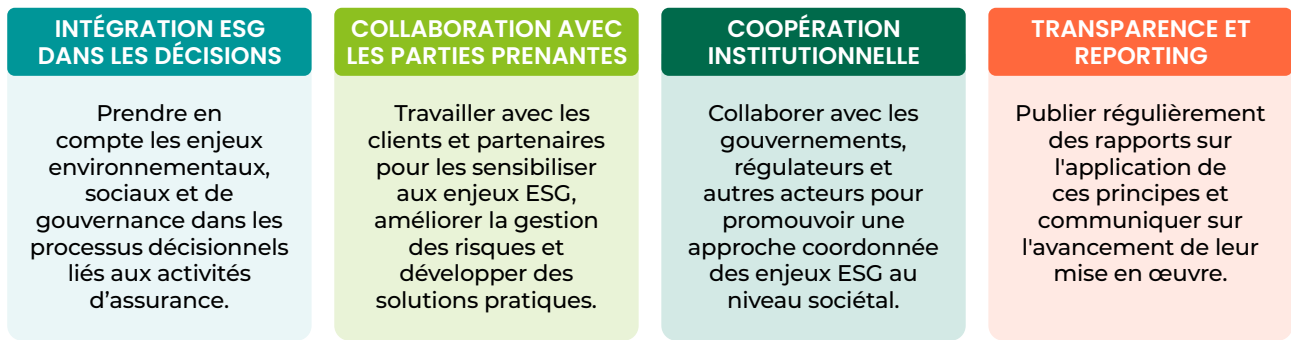 INTÉGRATION ESG
DANS LES DÉCISIONS
Prendre en
compte les enjeux
environnementaux,
sociaux et de
gouvernance dans les
processus décisionnels
liés aux activités
d’assurance.
COLLABORATION AVEC
LES PARTIES PRENANTES
Travailler avec les
clients et partenaires
pour les sensibiliser
aux enjeux ESG,
améliorer la gestion
des risques et
développer des
solutions pratiques.
COOPÉRATION
INSTITUTIONNELLE
Collaborer avec les
gouvernements,
régulateurs et
autres acteurs pour
promouvoir une
approche coordonnée
des enjeux ESG au
niveau sociétal.
TRANSPARENCE ET
REPORTING
Publier régulièrement
des rapports sur
l'application de
ces principes et
communiquer sur
l'avancement de leur
mise en œuvre.